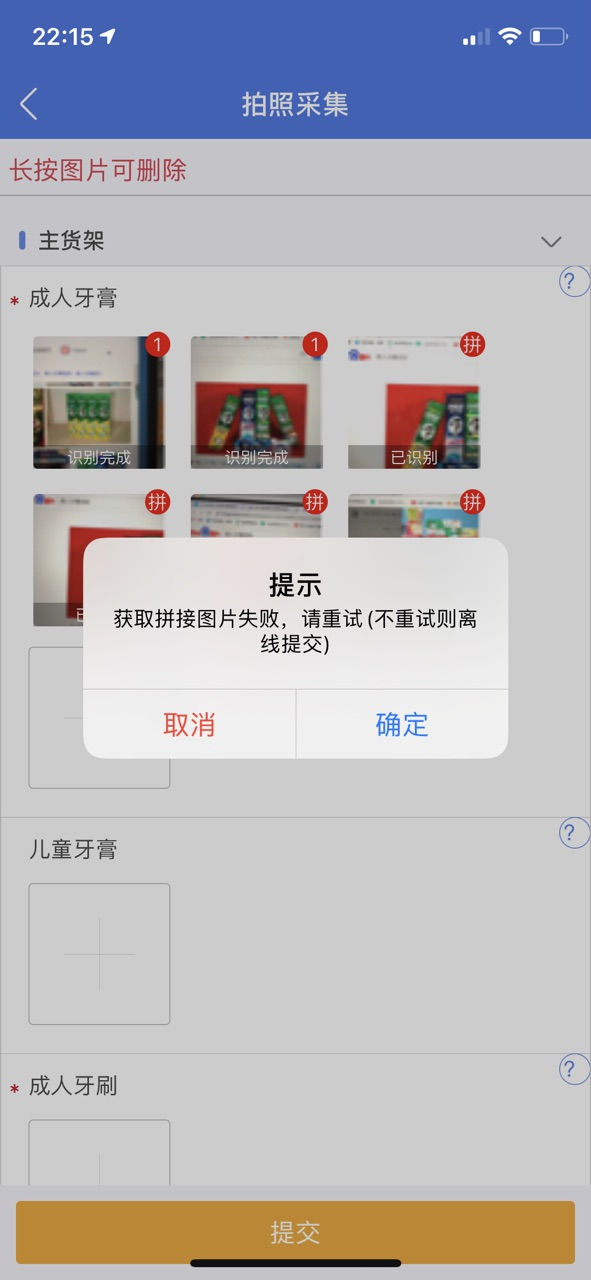 22:15
拍照采集
长按图片可删除
主货架
?
* 成人牙膏
1
1
拼
识别完成
识别完成
已识别
拼
拼
拼
提示
获取拼接图片失败，请重试(不重试则离
线提交)
取消
确定
?
儿童牙膏
?
* 成人牙刷
提交